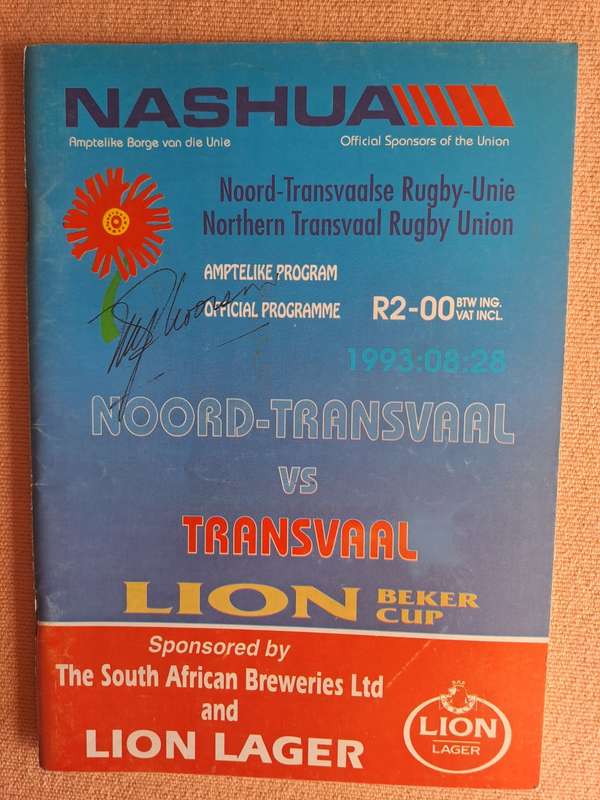 NASHUA
Amptelike Borge van die Unie
Official Sponsors of the Union
Noord-Transvaalse Rugby-Unie
Northern Transvaal Rugby Union
AMPTELIKE PROGRAM
OFFICIAL PROGRAMME
R2-00 BTW ING.
VAT INCL.
1993:08:28
NOORD-TRANSVAAL
VS
TRANSVAAL
LION BEKER
CUP
Sponsored by
The South African Breweries Ltd
and
LION LAGER
LION
LAGER